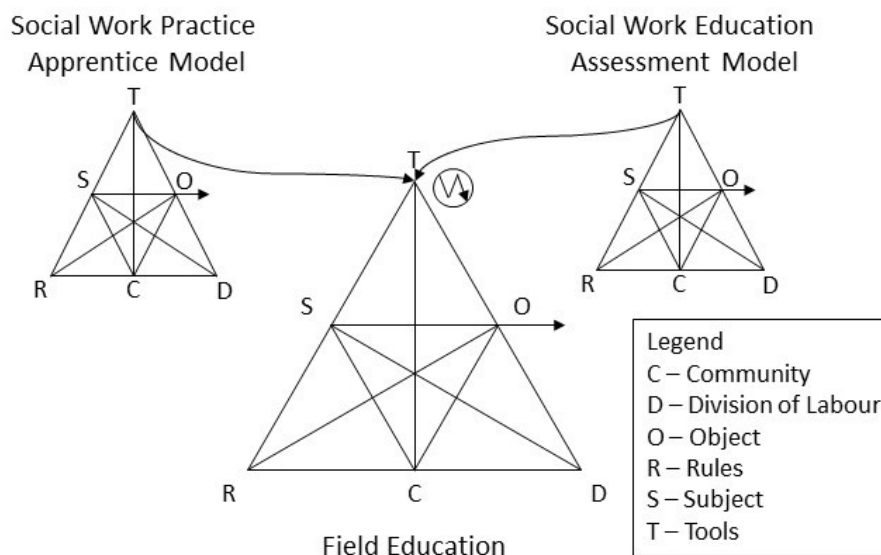 Social Work Practice
Apprentice Model
Social Work Education
Assessment Model
T
T
T
S
O
S
O
R
C
D
R
C
D
S
O
R
C
D
Legend
C – Community
D – Division of Labour
O – Object
R – Rules
S – Subject
T – Tools
Field Education